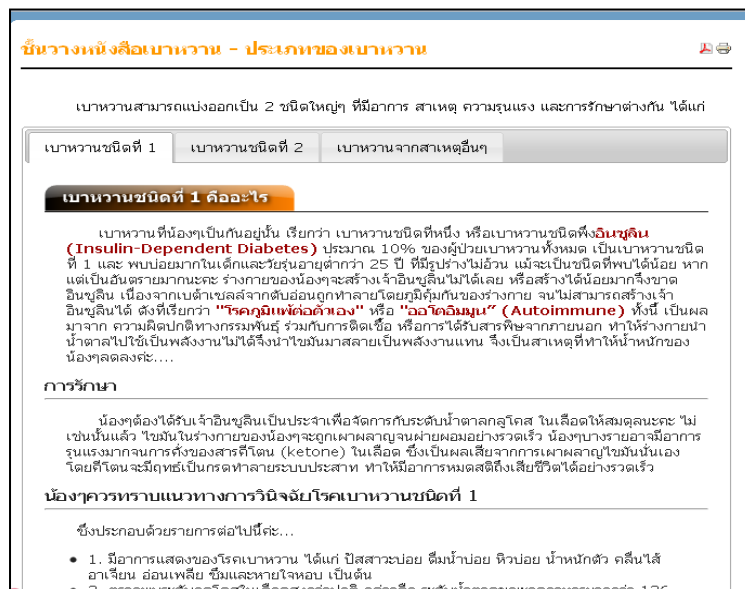 ชั้นวางหนังสือเบาหวาน - ประเภทของเบาหวาน
เบาหวานสามารถแบ่งออกเป็น 2 ชนิดใหญ่ๆ ที่มีอาการ สาเหตุ ความรุนแรง และการรักษาต่างกัน ได้แก่
เบาหวานชนิดที่ 1 เบาหวานชนิดที่ 2 เบาหวานจากสาเหตุอื่นๆ
เบาหวานชนิดที่ 1 คืออะไร
เบาหวานที่น้องๆเป็นกันอยู่นั้น เรียกว่า เบาหวานชนิดที่หนึ่ง หรือเบาหวานชนิดพึ่งอินซูลิน
(Insulin-Dependent Diabetes) ประมาณ 10% ของผู้ป่วยเบาหวานทั้งหมด เป็นเบาหวานชนิด
ที่ 1 และ พบบ่อยมากในเด็กและวัยรุ่นอายุต่ำกว่า 25 ปี ที่มีรูปร่างไม่อ้วน แม้จะเป็นชนิดที่พบได้น้อย หาก
แต่เป็นอันตรายมากนะคะ ร่างกายของน้องๆจะสร้างเจ้าอินซูลินไม่ได้เลย หรือสร้างได้น้อยมากจึงขาด
อินซูลิน เนื่องจากเบต้าเซลล์จากตับอ่อนถูกทำลายโดยภูมิคุ้มกันของร่างกาย จนไม่สามารถสร้างเจ้า
อินซูลินได้ ดังที่เรียกว่า "โรคภูมิแพ้ต่อตัวเอง" หรือ "ออโตอิมมูน" (Autoimmune) ทั้งนี้ เป็นผล
มาจาก ความผิดปกติทางกรรมพันธุ์ ร่วมกับการติดเชื้อ หรือการได้รับสารพิษจากภายนอก ทำให้ร่างกายนำ
น้ำตาลไปใช้เป็นพลังงานไม่ได้จึงนำไขมันมาสลายเป็นพลังงานแทน จึงเป็นสาเหตุที่ทำให้น้ำหนักของ
น้องๆลดลงค่ะ....
การรักษา
น้องๆต้องได้รับเจ้าอินซูลินเป็นประจำเพื่อจัดการกับระดับน้ำตาลกลูโคส ในเลือดให้สมดุลนะคะ ไม่
เช่นนั้นแล้ว ไขมันในร่างกายของน้องๆจะถูกเผาผลาญจนผ่ายผอมอย่างรวดเร็ว น้องๆบางรายอาจมีอาการ
รุนแรงมากจนการคั่งของสารคีโตน (ketone) ในเลือด ซึ่งเป็นผลเสียจากการเผาผลาญไขมันนั่นเอง
โดยคีโตนจะมีฤทธิ์เป็นกรดทำลายระบบประสาท ทำให้มีอาการหมดสติถึงเสียชีวิตได้อย่างรวดเร็ว
น้องๆควรทราบแนวทางการวินิจฉัยโรคเบาหวานชนิดที่ 1
ซึ่งประกอบด้วยรายการต่อไปนี้ค่ะ...
• 1. มีอาการแสดงของโรคเบาหวาน ได้แก่ ปัสสาวะบ่อย ดื่มน้ำบ่อย หิวบ่อย น้ำหนักตัว คลื่นไส้
อาเจียน อ่อนเพลีย ซึมและหายใจหอบ เป็นต้น